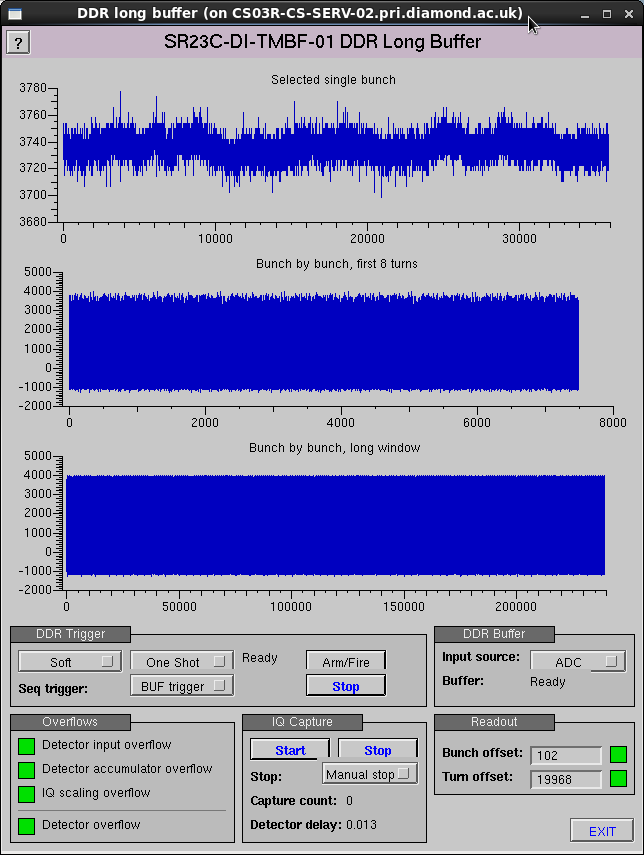 DDR long buffer (on CS03R-CS-SERV-02.pri.diamond.ac.uk)
? SR23C-DI-TMBF-01 DDR Long Buffer
Selected single bunch
3780
3760
3740
3720
3700
3680
0 10000 20000 30000
Bunch by bunch, first 8 turns
5000
4000
3000
2000
1000
0
-1000
-2000
0 2000 4000 6000 8000
Bunch by bunch, long window
5000
4000
3000
2000
1000
0
-1000
-2000
0 50000 100000 150000 200000
DDR Trigger
Soft One Shot Ready Arm/Fire
Seq trigger: BUF trigger Stop
DDR Buffer
Input source: ADC
Buffer: Ready
Overflows
Detector input overflow
Detector accumulator overflow
IQ scaling overflow
Detector overflow
IQ Capture
Start Stop
Stop: Manual stop
Capture count: 0
Detector delay: 0.013
Readout
Bunch offset: 102
Turn offset: 19968
EXIT